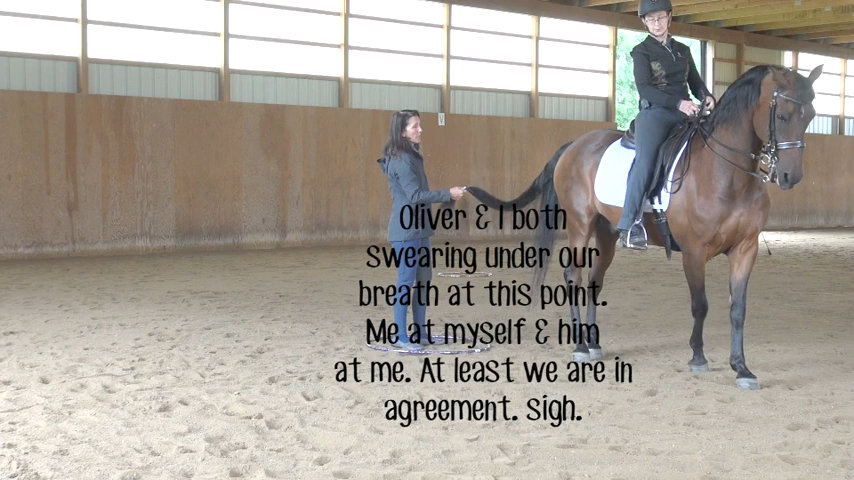 V
Oliver & I both
swearing under our
breath at this point.
Me at myself & him
at me. At least we are in
agreement. Sigh.